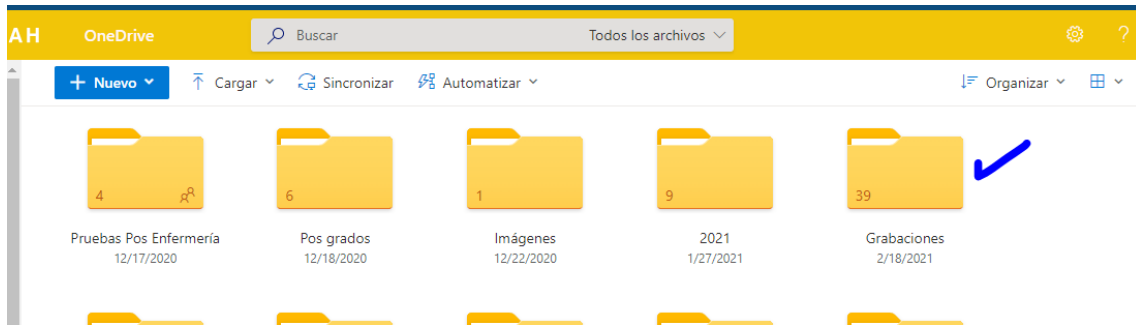 AH OneDrive Buscar Todos los archivos ?
+ Nuevo Cargar Sincronizar Automatizar Organizar
4 6 1 9 39
Pruebas Pos Enfermería Pos grados Imágenes 2021 Grabaciones
12/17/2020 12/18/2020 12/22/2020 1/27/2021 2/18/2021